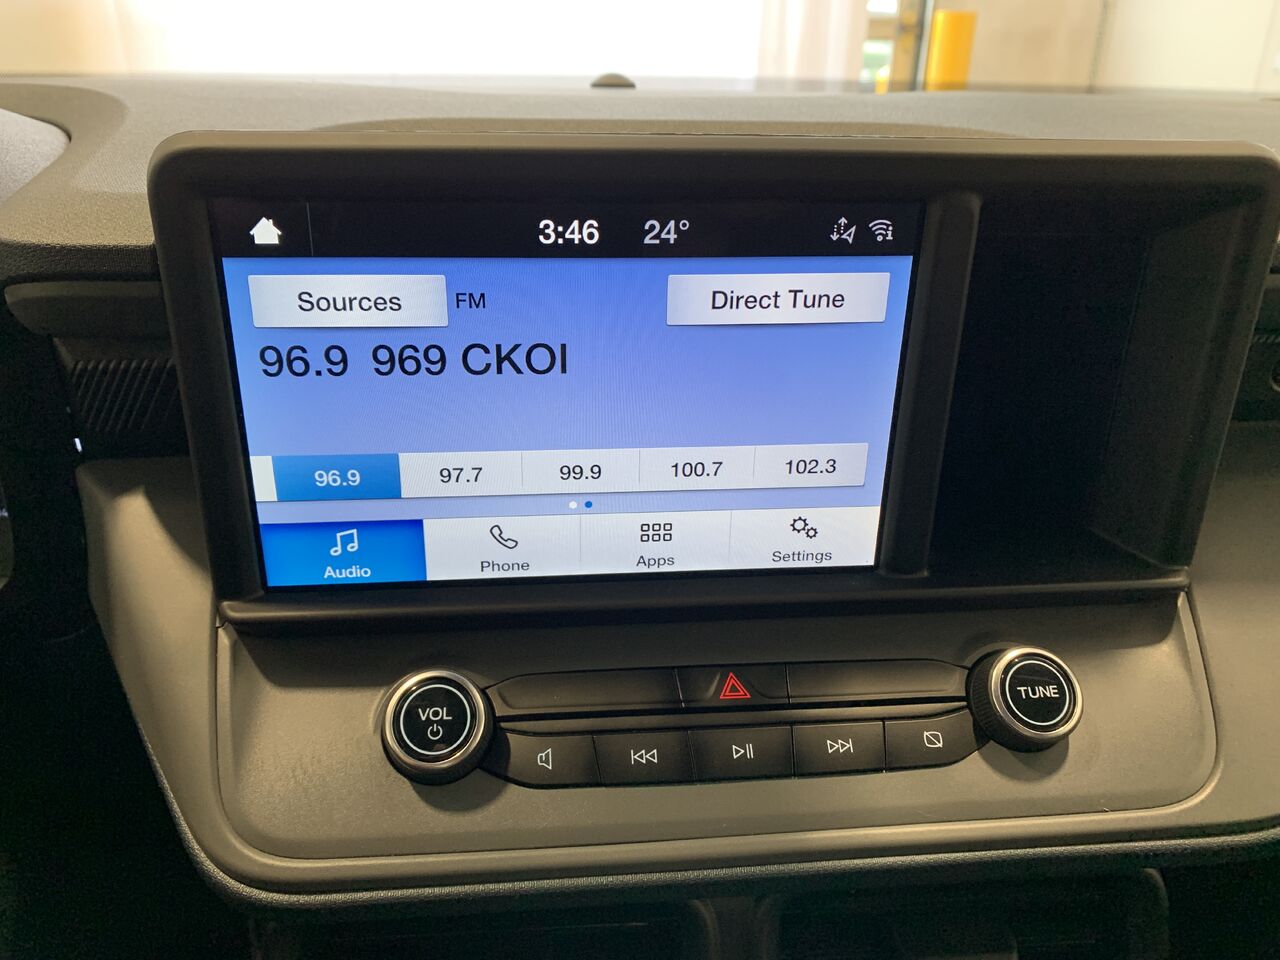 3:46 24°
Sources FM Direct Tune
96.9 969 CKOI
96.9 97.7 99.9 100.7 102.3
Audio Phone Apps Settings
VOL
TUNE